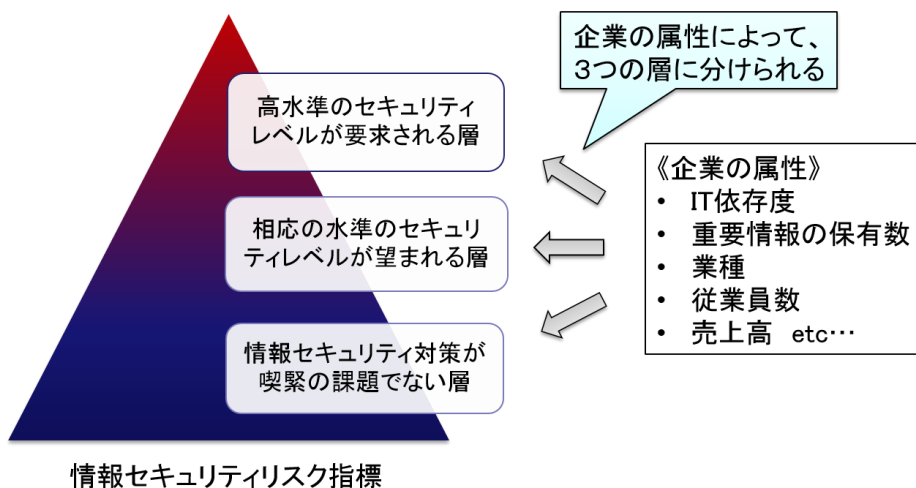 企業の属性によって、
3つの層に分けられる
高水準のセキュリティ
レベルが要求される層
相応の水準のセキュリ
ティレベルが望まれる層
情報セキュリティ対策が
喫緊の課題でない層
《企業の属性》
• IT依存度
• 重要情報の保有数
• 業種
• 従業員数
• 売上高 etc…
情報セキュリティリスク指標